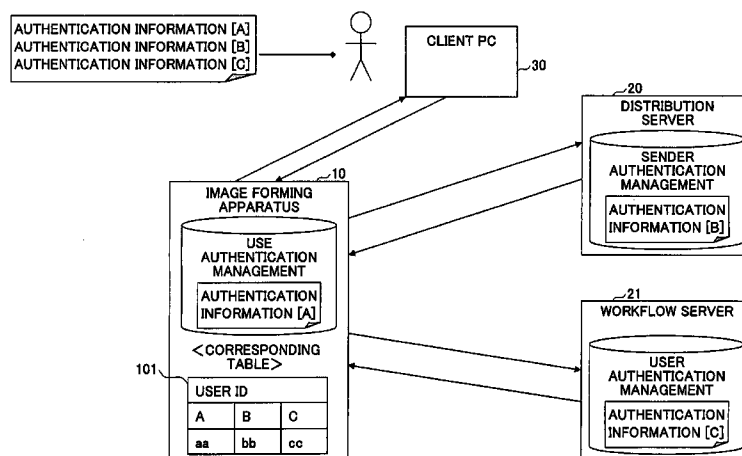 AUTHENTICATION INFORMATION [A]
AUTHENTICATION INFORMATION [B]
AUTHENTICATION INFORMATION [C]
CLIENT PC
30
20
DISTRIBUTION
SERVER
SENDER
AUTHENTICATION
MANAGEMENT
AUTHENTICATION
INFORMATION [B]
10
IMAGE FORMING
APPARATUS
USE
AUTHENTICATION
MANAGEMENT
AUTHENTICATION
INFORMATION [A]
<CORRESPONDING
TABLE>
101
USER ID
A B C
aa bb cc
21
WORKFLOW SERVER
USER
AUTHENTICATION
MANAGEMENT
AUTHENTICATION
INFORMATION [C]